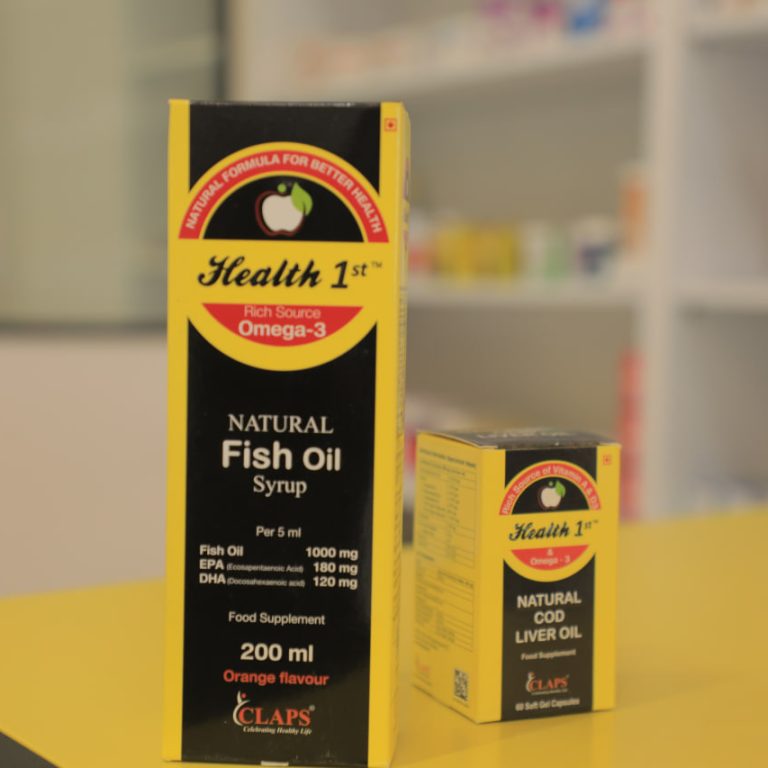 NATURAL FORMULA FOR BETTER HEALTH
Health 1st™
Rich Source
Omega-3
NATURAL
Fish Oil
Syrup
Per 5 ml
Fish Oil 1000 mg
EPA (Ecosapentaenoic Acid) 180 mg
DHA (Docosahexaenoic acid) 120 mg
Food Supplement
200 ml
Orange flavour
CLAPS
Celebrating Healthy Life
Rich Source of Vitamin A & D3
Health 1st™
&
Omega - 3
NATURAL
COD
LIVER OIL
Food Supplement
CLAPS
Celebrating Healthy Life
60 Soft Gel Capsules